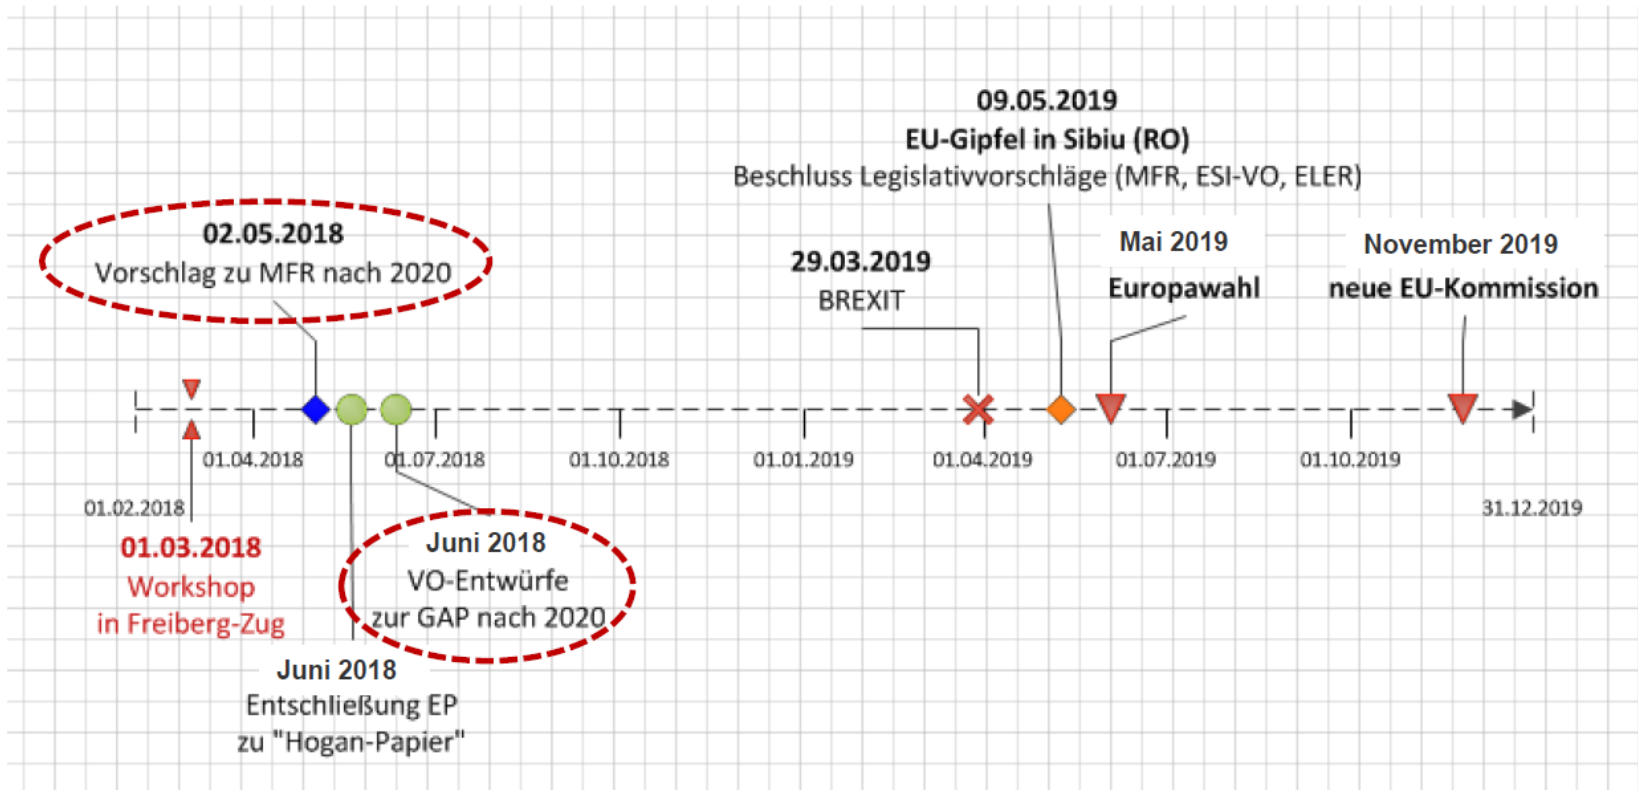 09.05.2019
EU-Gipfel in Sibiu (RO)
Beschluss Legislativvorschläge (MFR, ESI-VO, ELER)
02.05.2018
Vorschlag zu MFR nach 2020
29.03.2019
BREXIT
Mai 2019
Europawahl
November 2019
neue EU-Kommission
01.04.2018
01.07.2018
01.10.2018
01.01.2019
01.04.2019
01.07.2019
01.10.2019
01.02.2018
31.12.2019
01.03.2018
Workshop
in Freiberg-Zug
Juni 2018
VO-Entwürfe
zur GAP nach 2020
Juni 2018
Entschließung EP
zu "Hogan-Papier"